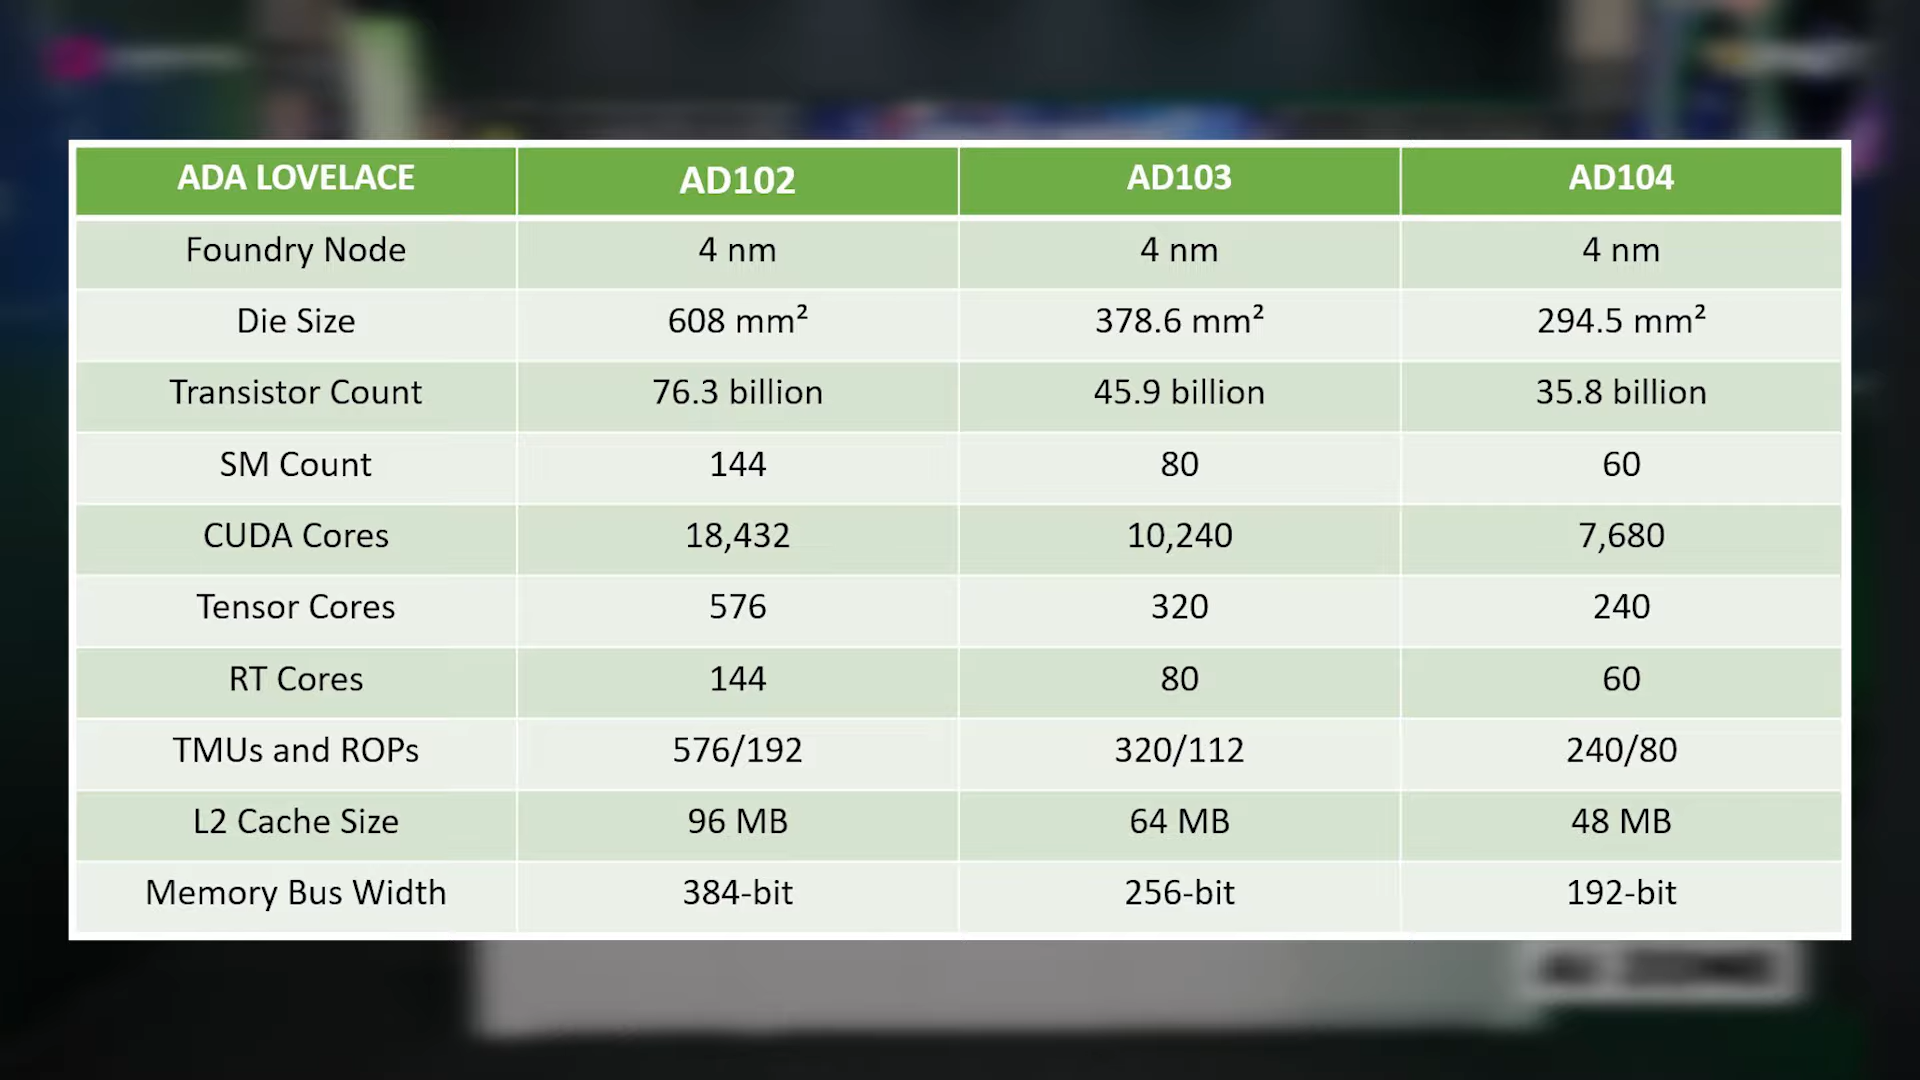 ADA LOVELACE AD102 AD103 AD104
Foundry Node 4 nm 4 nm 4 nm
Die Size 608 mm² 378.6 mm² 294.5 mm²
Transistor Count 76.3 billion 45.9 billion 35.8 billion
SM Count 144 80 60
CUDA Cores 18,432 10,240 7,680
Tensor Cores 576 320 240
RT Cores 144 80 60
TMUs and ROPs 576/192 320/112 240/80
L2 Cache Size 96 MB 64 MB 48 MB
Memory Bus Width 384-bit 256-bit 192-bit